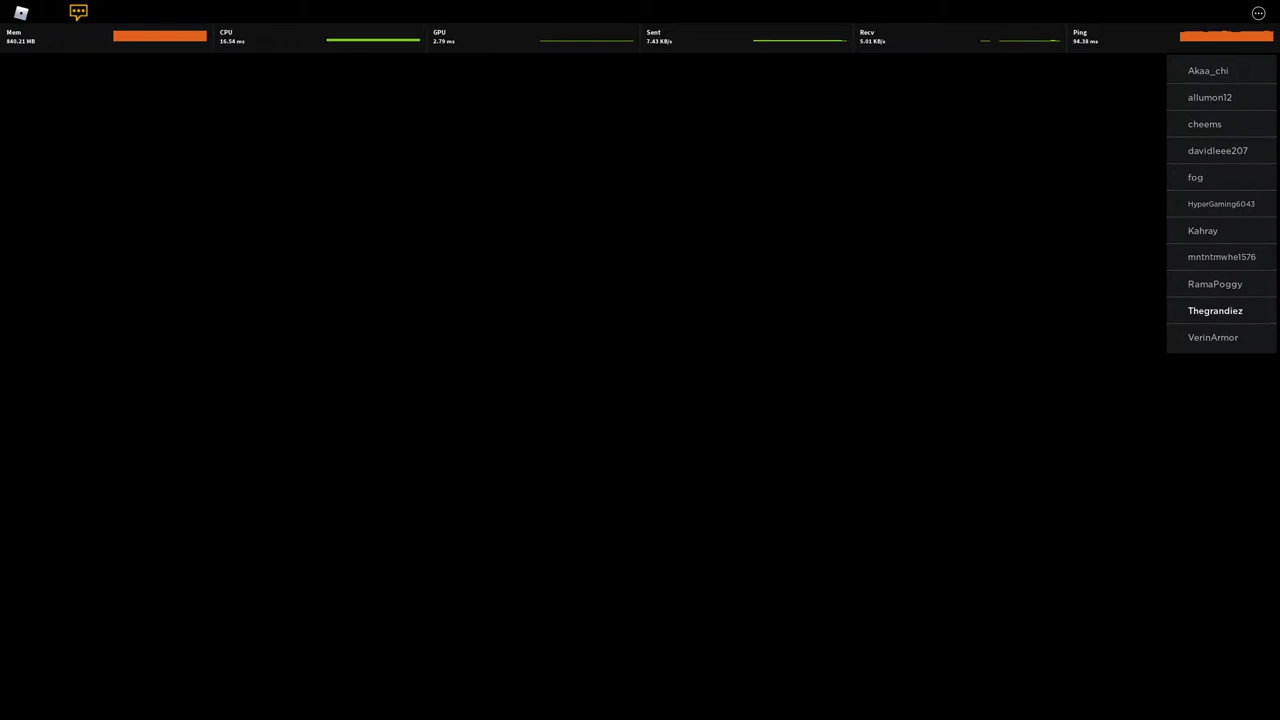 Mem
840.21 MB
CPU
16.54 ms
GPU
2.79 ms
Sent
7.43 KB/s
Recv
5.01 KB/s
Ping
94.38 ms
Akaa_chi
allumon12
cheems
davidleee207
fog
HyperGaming6043
Kahray
mntntmwhe1576
RamaPoggy
Thegrandiez
VerinArmor